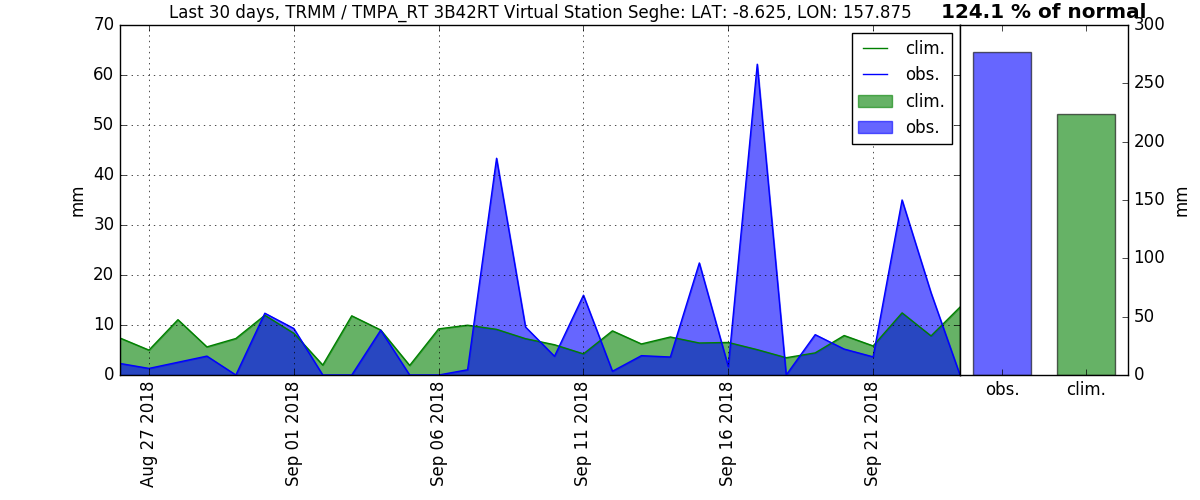 Last 30 days, TRMM / TMPA_RT 3B42RT Virtual Station Seghe: LAT: -8.625, LON: 157.875
124.1 % of normal
70
60
50
40
30
20
10
0
mm
clim.
obs.
clim.
obs.
300
250
200
150
100
50
0
mm
obs.
clim.
Aug 27 2018
Sep 01 2018
Sep 06 2018
Sep 11 2018
Sep 16 2018
Sep 21 2018